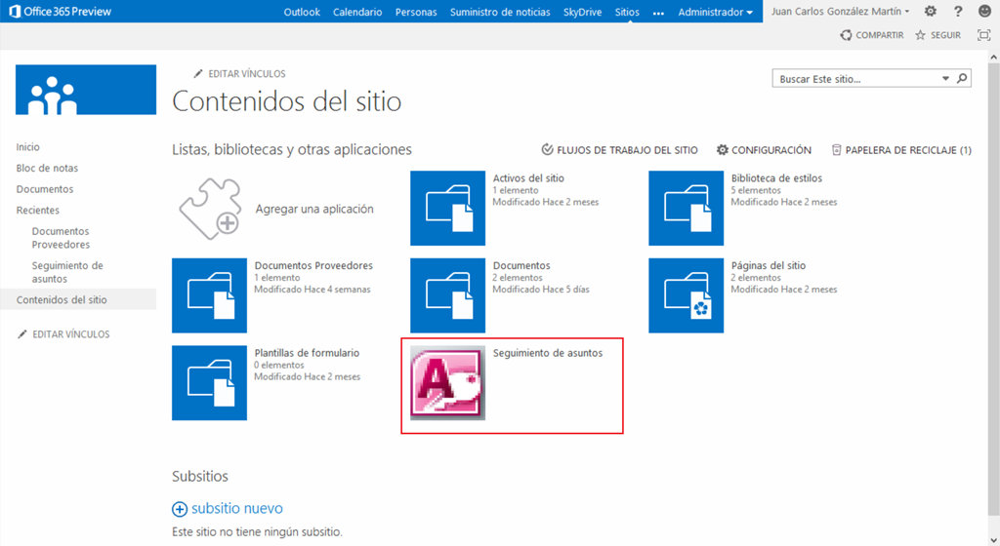 Office 365 Preview
Outlook Calendario Personas Suministro de noticias SkyDrive Sitios ... Administrador
Juan Carlos González Martín ?
COMPARTIR SEGUIR
EDITAR VÍNCULOS
Contenidos del sitio
Buscar Este sitio...
Inicio
Bloc de notas
Documentos
Recientes
Documentos
Proveedores
Seguimiento de
asuntos
Contenidos del sitio
EDITAR VÍNCULOS
Listas, bibliotecas y otras aplicaciones
FLUJOS DE TRABAJO DEL SITIO CONFIGURACIÓN PAPELERA DE RECICLAJE (1)
Agregar una aplicación
Activos del sitio
1 elemento
Modificado Hace 2 meses
Biblioteca de estilos
5 elementos
Modificado Hace 2 meses
Documentos Proveedores
1 elemento
Modificado Hace 4 semanas
Documentos
2 elementos
Modificado Hace 5 días
Páginas del sitio
2 elementos
Modificado Hace 2 meses
Plantillas de formulario
0 elementos
Modificado Hace 2 meses
A
Seguimiento de asuntos
Subsitios
subsitio nuevo
Este sitio no tiene ningún subsitio.